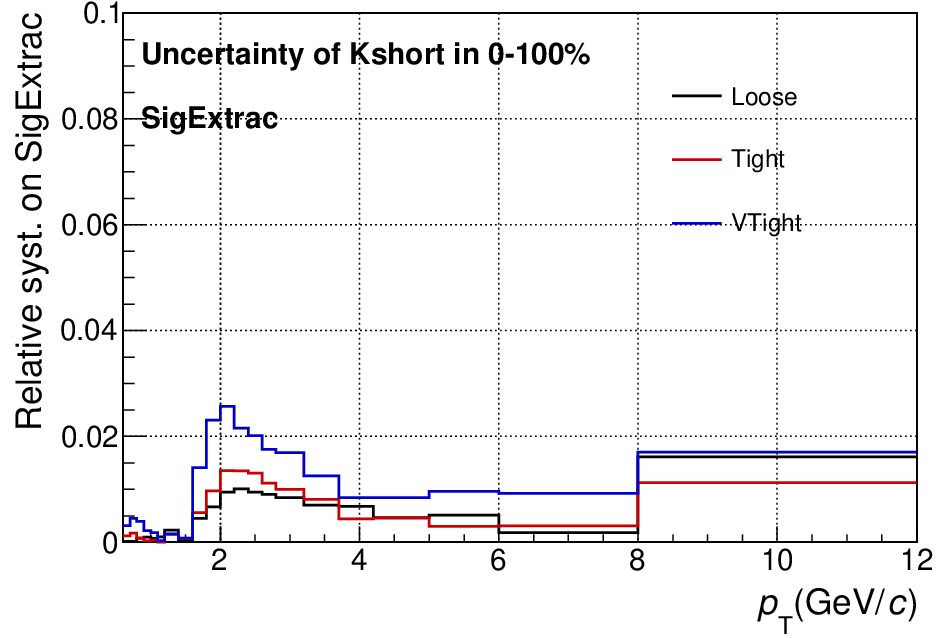 Relative syst. on SigExtrac
0.1
0.08
0.06
0.04
0.02
0
Uncertainty of Kshort in 0-100%
SigExtrac
Loose
Tight
VTight
2 4 6 8 10 12
p_T(GeV/c)